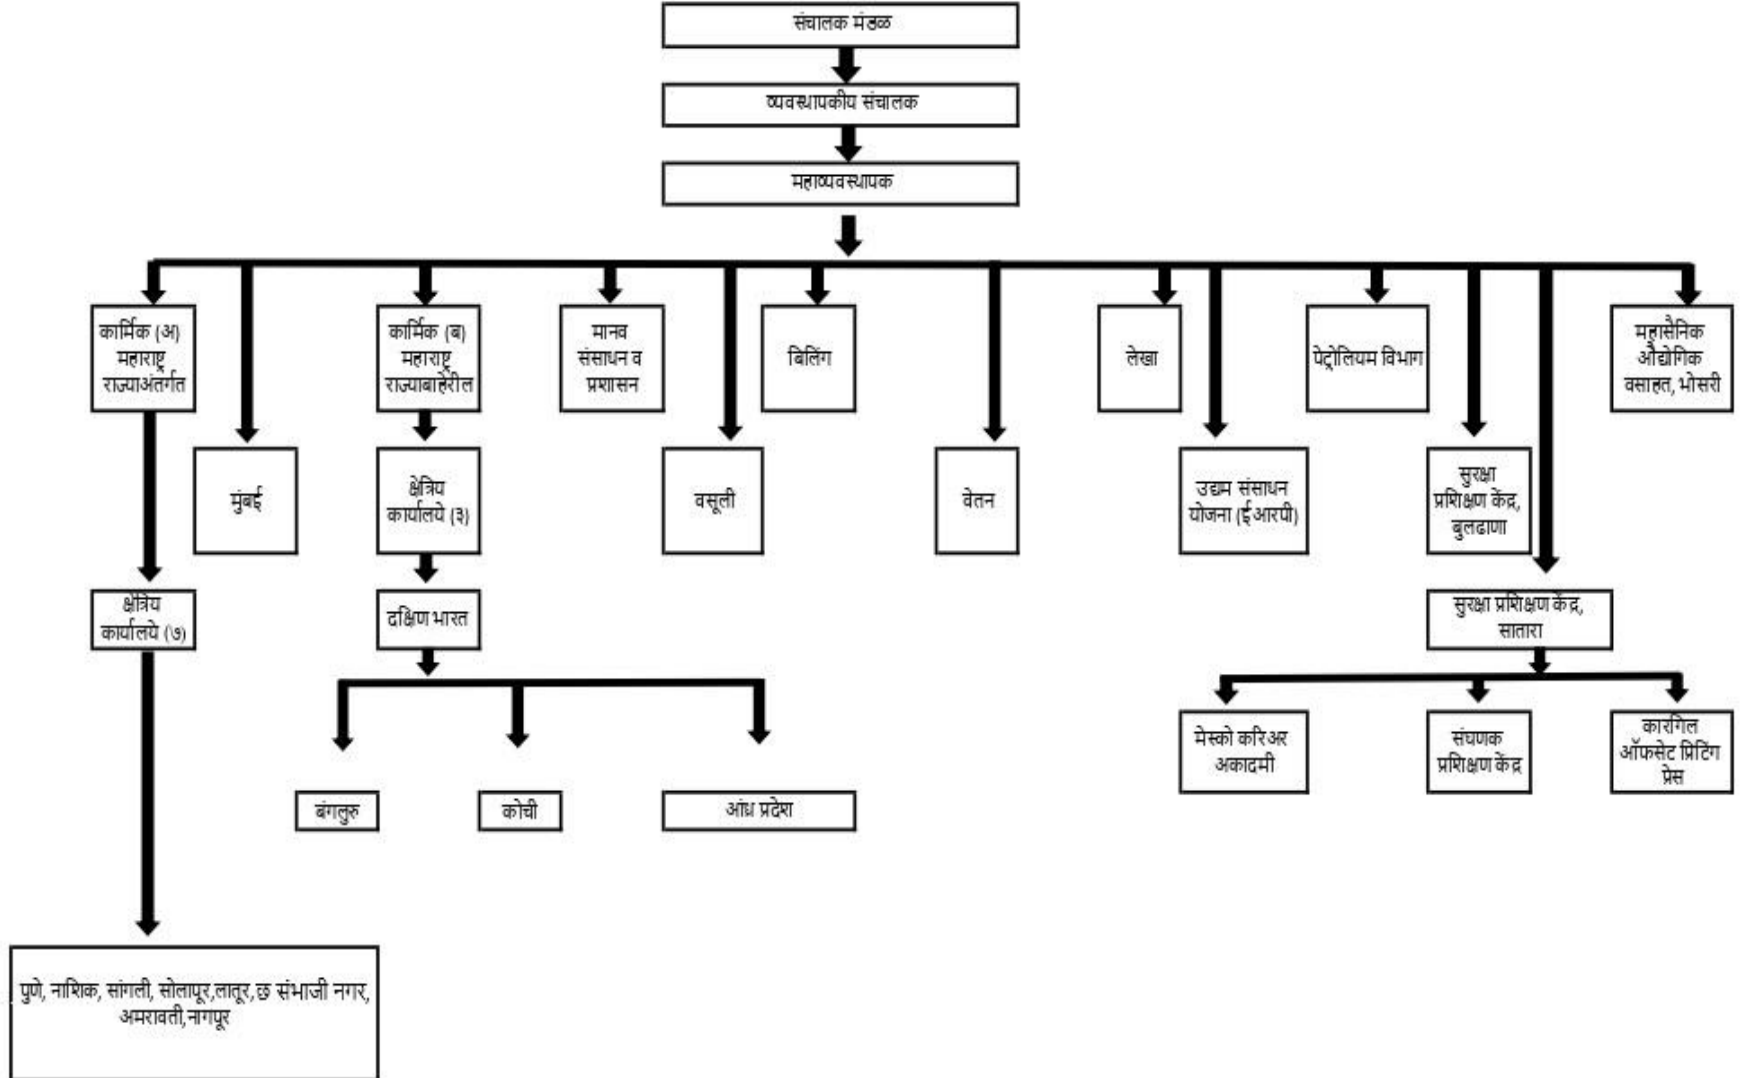 संचालक मंडळ
व्यवस्थापकीय संचालक
महाव्यवस्थापक
कार्मिक (अ)
महाराष्ट्र
राज्याअंतर्गत
कार्मिक (ब)
महाराष्ट्र
राज्याबाहेरील
मानव
संसाधन व
प्रशासन
बिलिंग
लेखा
पेट्रोलियम विभाग
महासैनिक
औद्योगिक
वसाहत, भोसरी
मुंबई
क्षेत्रिय
कार्यालये (३)
वसूली
वेतन
उद्यम संसाधन
योजना (ईआरपी)
सुरक्षा
प्रशिक्षण केंद्र,
बुलढाणा
क्षेत्रिय
कार्यालये (७)
दक्षिण भारत
सुरक्षा प्रशिक्षण केंद्र,
सातारा
मेस्को करिअर
अकादमी
संघणक
प्रशिक्षण केंद्र
कारगिल
ऑफसेट प्रिटिंग
प्रेस
बंगलुरु
कोची
आंध्र प्रदेश
पुणे, नाशिक, सांगली, सोलापूर,लातूर,छ संभाजी नगर,
अमरावती,नागपूर